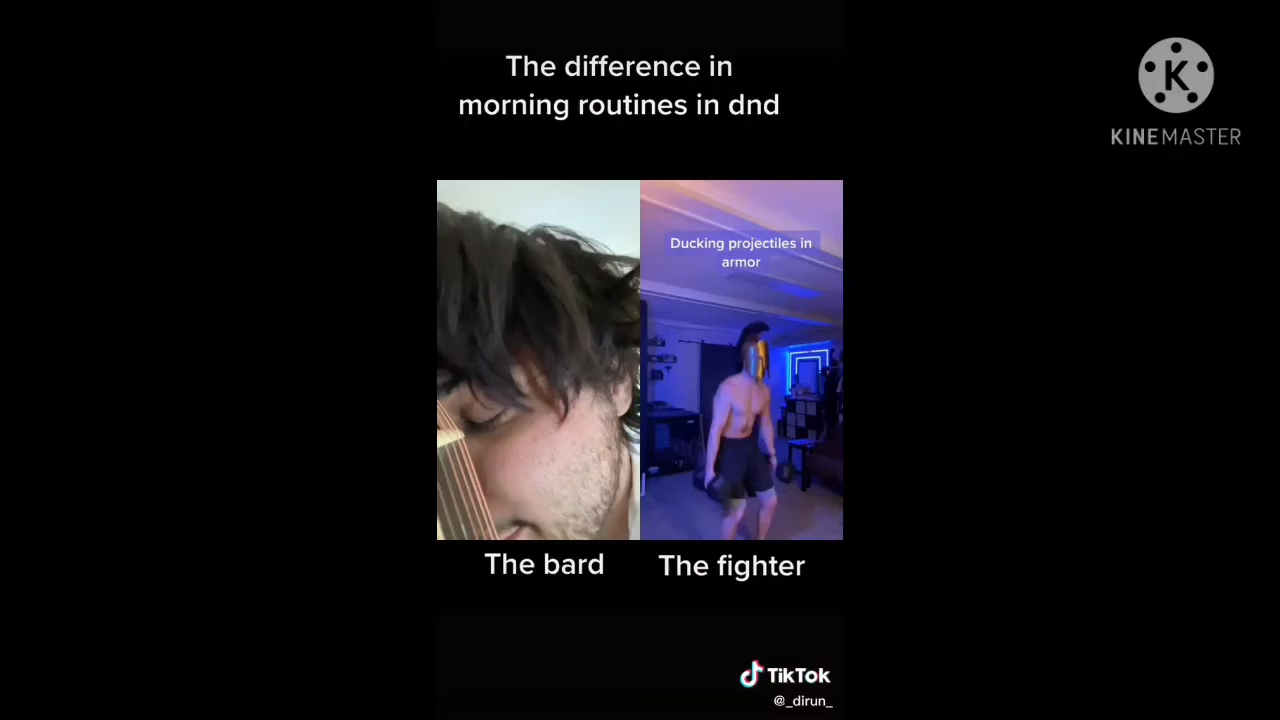 The difference in
morning routines in dnd
K
KINEMASTER
Ducking projectiles in
armor
The bard
The fighter
TikTok
@_dirun_